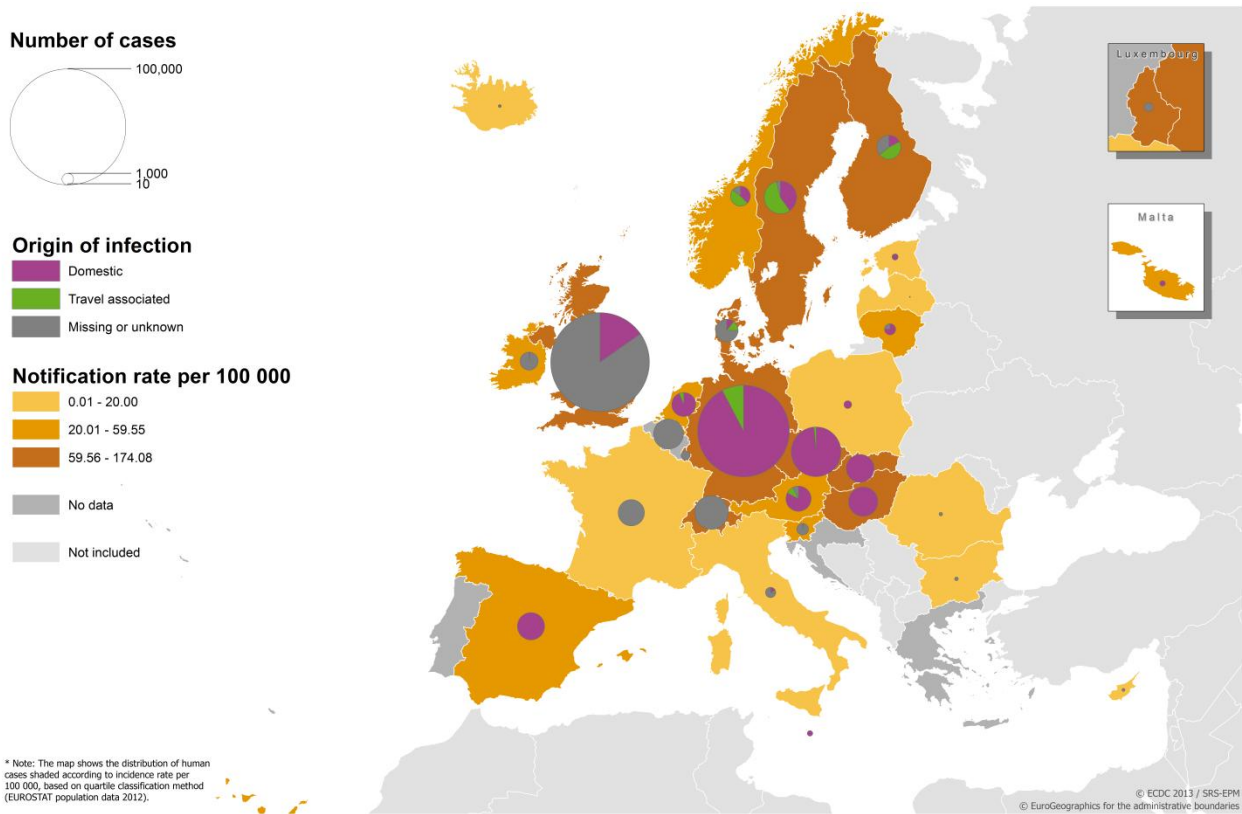 Number of cases
100,000
1,000
10
Origin of infection
Domestic
Travel associated
Missing or unknown
Notification rate per 100 000
0.01 - 20.00
20.01 - 59.55
59.56 - 174.08
No data
Not included
* Note: The map shows the distribution of human
cases shaded according to incidence rate per
100 000, based on quartile classification method
(EUROSTAT population data 2012).
Luxembourg
Malta
© ECDC 2013 / SRS-EPM
© EuroGeographics for the administrative boundaries